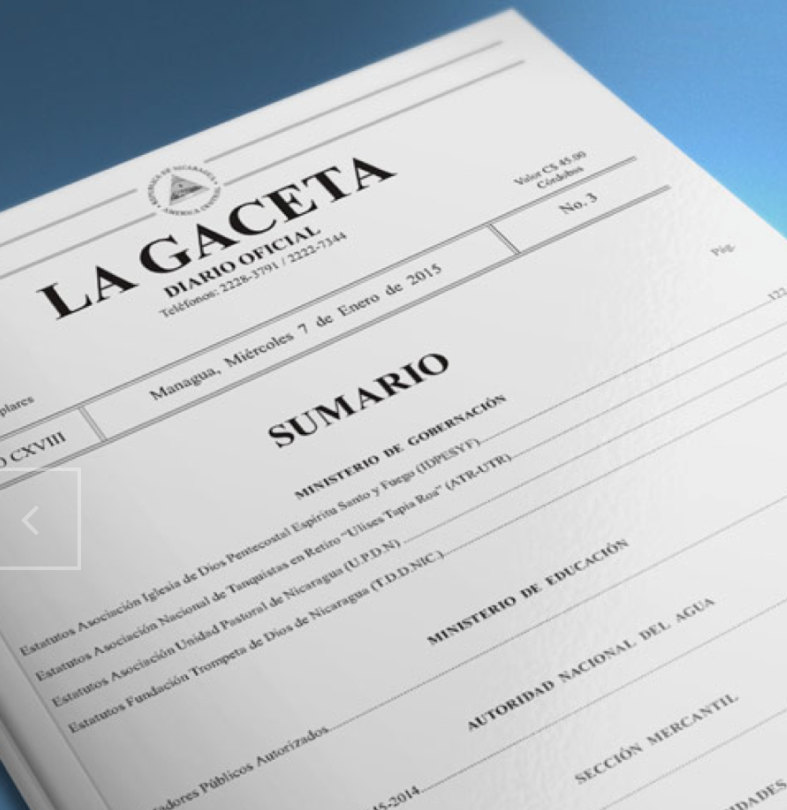 REPUBLICA DE NICARAGUA
AMERICA CENTRAL
LA GACETA
DIARIO OFICIAL
Teléfonos: 2228-3791 / 2222-7344
Valor C$ 45.00
Córdobas
plares
O CXVIII
Managua, Miércoles 7 de Enero de 2015
No. 3
SUMARIO
Pág.
MINISTERIO DE GOBERNACIÓN
Estatutos Asociación Iglesia de Dios Pentecostal Espíritu Santo y Fuego (IDPESYF) 122
Estatutos Asociación Nacional de Tanquistas en Retiro "Ulises Tapia Roa" (ATR-UTR)
Estatutos Asociación Unidad Pastoral de Nicaragua (U.P.D.N)
Estatutos Fundación Trompeta de Dios de Nicaragua (T.D.D.NIC.)
MINISTERIO DE EDUCACIÓN
adores Públicos Autorizados
AUTORIDAD NACIONAL DEL AGUA
45-2014
SECCIÓN MERCANTIL
DADES